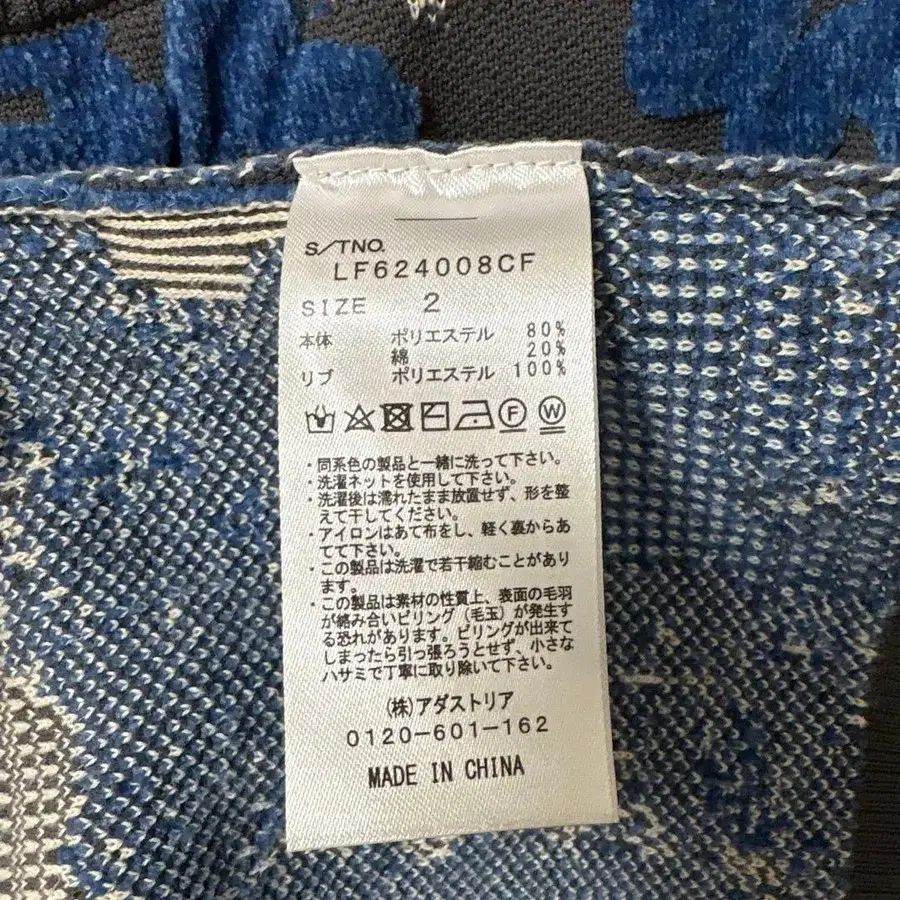 S/TNO.
LF624008CF
SIZE 2
本体 ポリエステル 80%
綿 20%
リブ ポリエステル 100%
F W
・同系色の製品と一緒に洗って下さい。
・洗濯ネットを使用して下さい。
・洗濯後は濡れたまま放置せず、形を整
えて干してください。
・アイロンはあて布をし、軽く裏からあ
てて下さい。
・この製品は洗濯で若干縮むことがあり
ます。
・この製品は素材の性質上、表面の毛羽
が絡み合いピリング（毛玉）が発生す
る恐れがあります。ピリングが出来て
しまったら引っ張ろうとせず、小さな
ハサミで丁寧に取り除いて下さい。
(株)アダストリア
0120-601-162
MADE IN CHINA